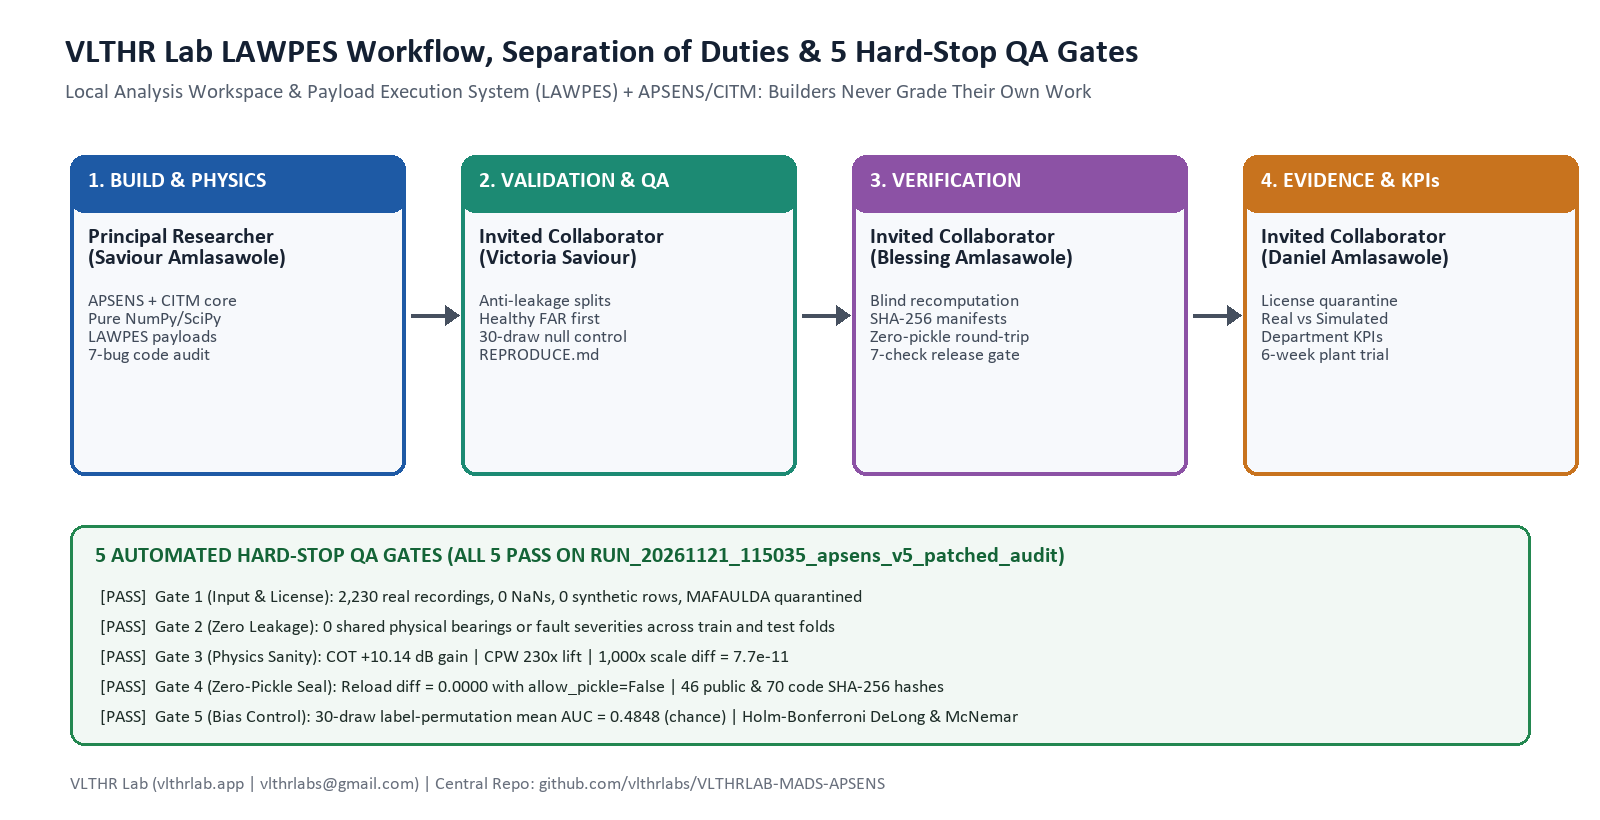 VLTHR Lab LAWPES Workflow, Separation of Duties & 5 Hard-Stop QA Gates
Local Analysis Workspace & Payload Execution System (LAWPES) + APSENS/CITM: Builders Never Grade Their Own Work
1. BUILD & PHYSICS
Principal Researcher
(Saviour Amlasawole)
APSENS + CITM core
Pure NumPy/SciPy
LAWPES payloads
7-bug code audit
2. VALIDATION & QA
Invited Collaborator
(Victoria Saviour)
Anti-leakage splits
Healthy FAR first
30-draw null control
REPRODUCE.md
3. VERIFICATION
Invited Collaborator
(Blessing Amlasawole)
Blind recomputation
SHA-256 manifests
Zero-pickle round-trip
7-check release gate
4. EVIDENCE & KPIs
Invited Collaborator
(Daniel Amlasawole)
License quarantine
Real vs Simulated
Department KPIs
6-week plant trial
5 AUTOMATED HARD-STOP QA GATES (ALL 5 PASS ON RUN_20261121_115035_apsens_v5_patched_audit)
[PASS] Gate 1 (Input & License): 2,230 real recordings, 0 NaNs, 0 synthetic rows, MAFAULDA quarantined
[PASS] Gate 2 (Zero Leakage): 0 shared physical bearings or fault severities across train and test folds
[PASS] Gate 3 (Physics Sanity): COT +10.14 dB gain | CPW 230x lift | 1,000x scale diff = 7.7e-11
[PASS] Gate 4 (Zero-Pickle Seal): Reload diff = 0.0000 with allow_pickle=False | 46 public & 70 code SHA-256 hashes
[PASS] Gate 5 (Bias Control): 30-draw label-permutation mean AUC = 0.4848 (chance) | Holm-Bonferroni DeLong & McNemar
VLTHR Lab (vlthrlab.app | vlthrlabs@gmail.com) | Central Repo: github.com/vlthrlabs/VLTHRLAB-MADS-APSENS